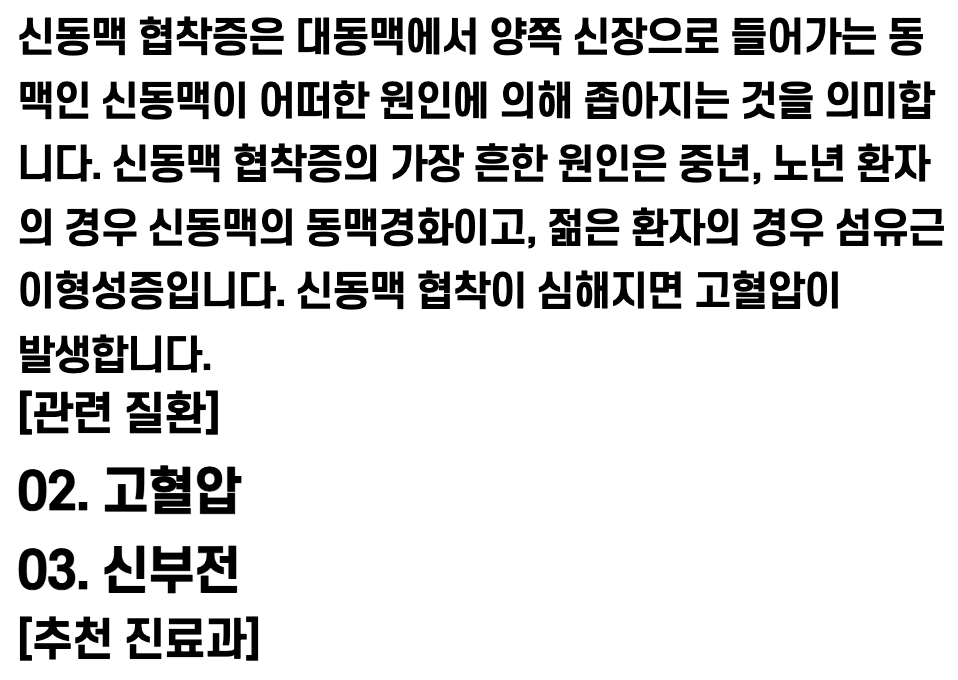 신동맥 협착증은 대동맥에서 양쪽 신장으로 들어가는 동
맥인 신동맥이 어떠한 원인에 의해 좁아지는 것을 의미합
니다. 신동맥 협착증의 가장 흔한 원인은 중년, 노년 환자
의 경우 신동맥의 동맥경화이고, 젊은 환자의 경우 섬유근
이형성증입니다. 신동맥 협착이 심해지면 고혈압이
발생합니다.
[관련 질환]
02. 고혈압
03. 신부전
[추천 진료과]